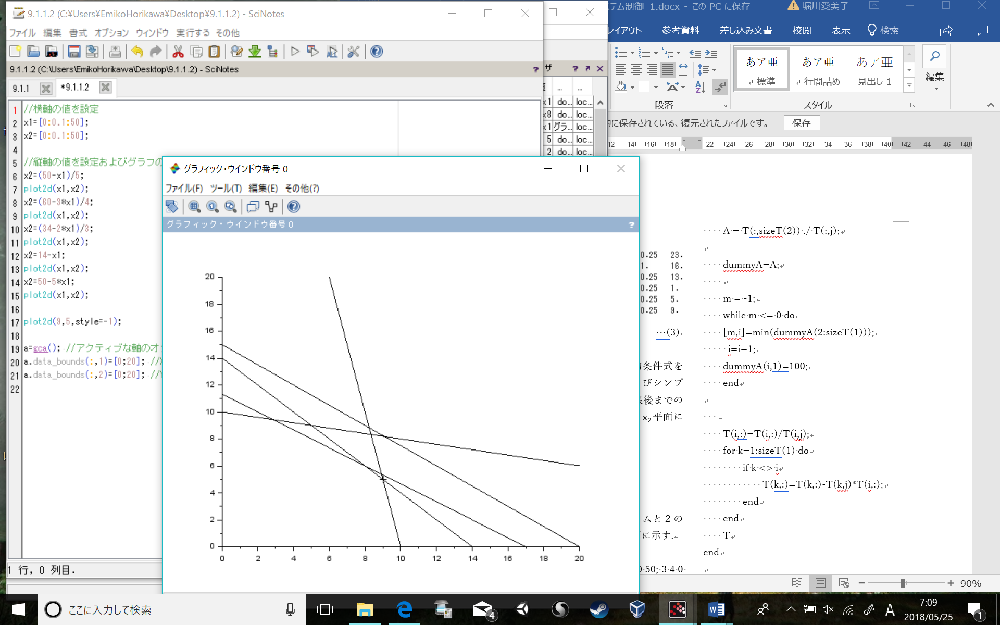 9.1.1.2 (C:¥Users¥EmikoHorikawa¥Desktop¥9.1.1.2) - SciNotes
ファイル 編集 書式 オプション ウィンドウ 実行する その他
9.1.1.2 (C:\Users\EmikoHorikawa\Desktop\9.1.1.2) - SciNotes
9.1.1
*9.1.1.2
1 //横軸の値を設定
2 x1=[0:0.1:50];
3 x2=[0:0.1:50];
4
5 //縦軸の値を設定およびグラフの
6 x2=(50-x1)/5;
7 plot2d(x1,x2);
8 x2=(60-3*x1)/4;
9 plot2d(x1,x2);
10 x2=(34-2*x1)/3;
11 plot2d(x1,x2);
12 x2=14-x1;
13 plot2d(x1,x2);
14 x2=50-5*x1;
15 plot2d(x1,x2);
16
17 plot2d(9,5,style=-1);
18
19 a=gca(); //アクティブな軸のオ
20 a.data_bounds(:,1)=[0;20]; //
21 a.data_bounds(:,2)=[0;20]; //
22
1 行, 0 列目.
ザ
... ...
x1 do... loc...
x8 do... loc...
x1 グラ... loc...
5 do... loc...
2 do... loc...
グラフィック・ウインドウ番号 0
ファイル(F) ツール(T) 編集(E) その他(?)
グラフィック・ウインドウ番号 0
20
18
16
14
12
10
8
6
4
2
0
0 2 4 6 8 10 12 14 16 18 20
ステム制御_1.docx - この PC に保存
堀川愛美子
レイアウト 参考資料 差し込み文書 校閲 表示 検索
あア亜 あア亜 あア亜
標準 行間詰め 見出し 1
編集
段落 スタイル
に保存されている、復元されたファイルです。 保存
12 14 16 18 22 24 26 28 30 32 34 36 38 40 42 44 46 48
0.25 23.
1. 16.
0.25 13.
0.25 1.
0.25 5.
0.25 9.
…(3)
条件式を
びシンプ
最後までの
-x₂平面に
ムと２の
に示す.
0 50; 3 4 0
A = T(:,sizeT(2)) ./ T(:,j);
dummyA=A;
m = -1;
while m <= 0 do
[m,i]=min(dummyA(2:sizeT(1)));
i=i+1;
dummyA(i,1)=100;
end
T(i,:)=T(i,:)/T(i,j);
for k=1:sizeT(1) do
if k <> i
T(k,:)=T(k,:)-T(k,j)*T(i,:);
end
end
T
end
90%
ここに入力して検索
4
A
7:09
2018/05/25
1